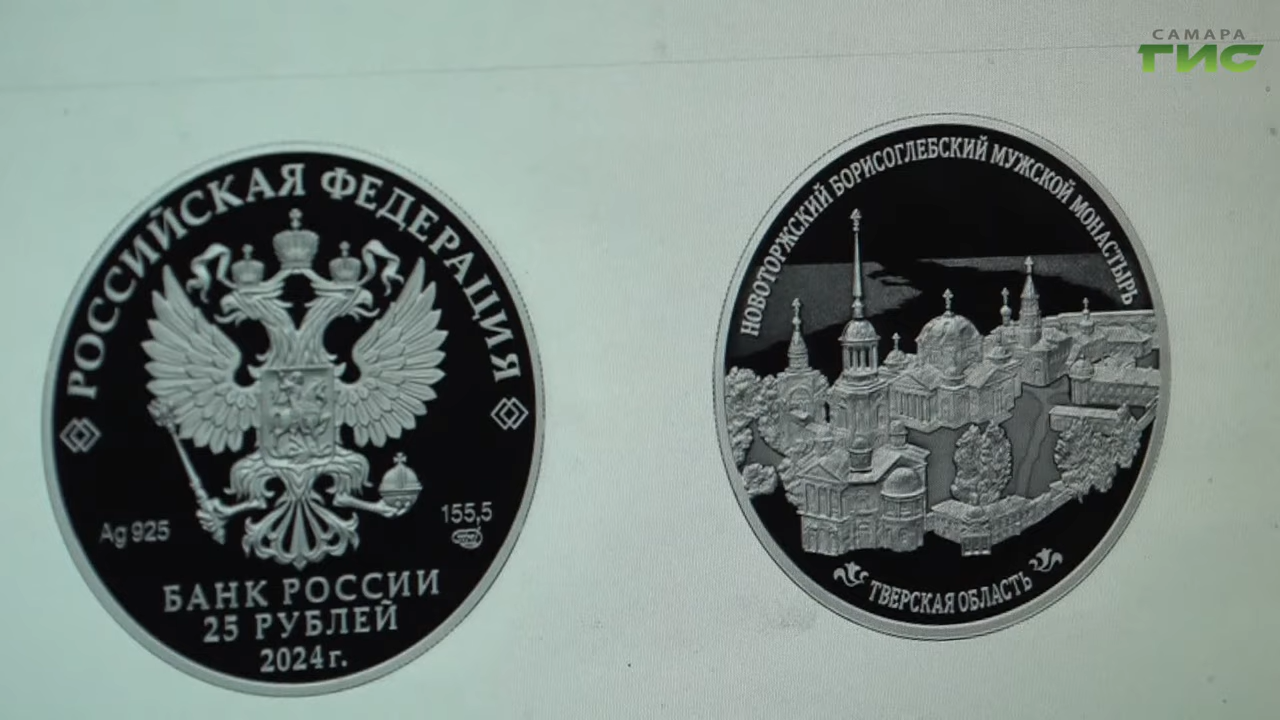 САМАРА
ГИС
РОССИЙСКАЯ ФЕДЕРАЦИЯ
Ag 925
155,5
БАНК РОССИИ
25 РУБЛЕЙ
2024 г.
НОВОТОРЖСКИЙ БОРИСОГЛЕБСКИЙ МУЖСКОЙ МОНАСТЫРЬ
ТВЕРСКАЯ ОБЛАСТЬ